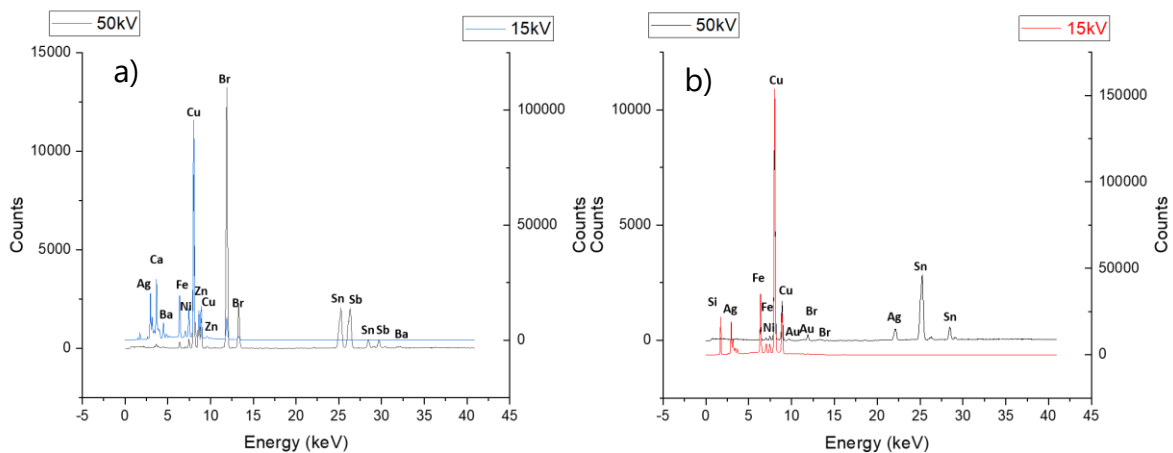 50kV
15kV
a)
15000
10000
5000
0
Counts
100000
50000
0
Counts
Ag
Ca
Ba
Fe
Ni
Cu
Zn
Cu
Zn
Br
Br
Sn
Sb
Sn
Sb
Ba
-5 0 5 10 15 20 25 30 35 40 45
Energy (keV)
50kV
15kV
b)
10000
5000
0
Counts
150000
100000
50000
0
Counts
Si
Ag
Fe
Fe
Ni
Cu
Cu
Au
Au
Br
Br
Ag
Sn
Sn
-5 0 5 10 15 20 25 30 35 40 45
Energy (keV)
Counts